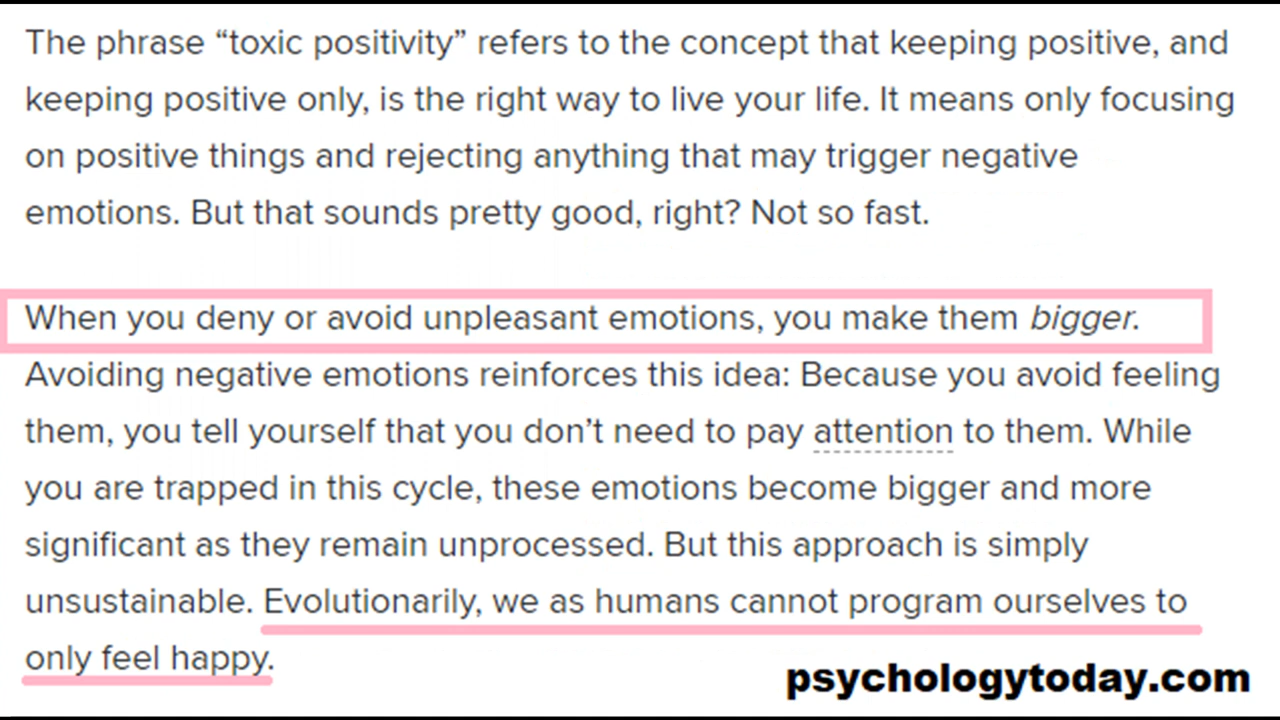 The phrase “toxic positivity” refers to the concept that keeping positive, and
keeping positive only, is the right way to live your life. It means only focusing
on positive things and rejecting anything that may trigger negative
emotions. But that sounds pretty good, right? Not so fast.
When you deny or avoid unpleasant emotions, you make them bigger.
Avoiding negative emotions reinforces this idea: Because you avoid feeling
them, you tell yourself that you don’t need to pay attention to them. While
you are trapped in this cycle, these emotions become bigger and more
significant as they remain unprocessed. But this approach is simply
unsustainable. Evolutionarily, we as humans cannot program ourselves to
only feel happy.
psychologytoday.com